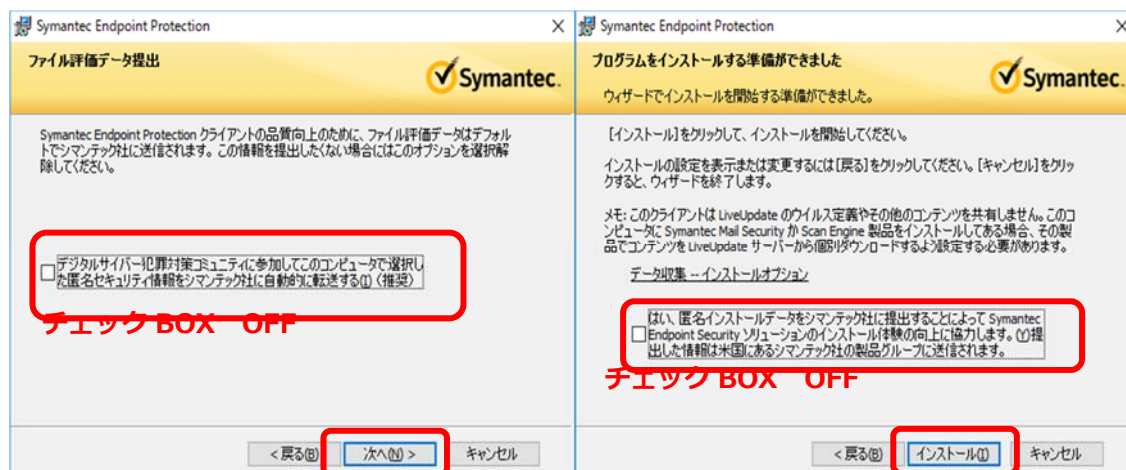 Symantec Endpoint Protection
ファイル評価データ提出
Symantec.
Symantec Endpoint Protection クライアントの品質向上のために、ファイル評価データはデフォル
トでシマンテック社に送信されます。この情報を提出したくない場合にはこのオプションを選択解
除してください。
デジタルサイバー犯罪対策コミュニティに参加してこのコンピュータで選択し
た匿名セキュリティ情報をシマンテック社に自動的に転送する(I)（推奨）
チェック BOX　OFF
< 戻る(B)
次へ(N) >
キャンセル
Symantec Endpoint Protection
プログラムをインストールする準備ができました
ウィザードでインストールを開始する準備ができました。
Symantec.
[インストール]をクリックして、インストールを開始してください。
インストールの設定を表示または変更するには[戻る]をクリックしてください。[キャンセル]をクリッ
クすると、ウィザードを終了します。
メモ: このクライアントは LiveUpdate のウイルス定義やその他のコンテンツを共有しません。このコ
ンピュータに Symantec Mail Security か Scan Engine 製品をインストールしてある場合、その製
品でコンテンツを LiveUpdate サーバーから個別ダウンロードするよう設定する必要があります。
データ収集 -- インストールオプション
はい、匿名インストールデータをシマンテック社に提出することによって Symantec
Endpoint Security ソリューションのインストール体験の向上に協力します。(Y)提
出した情報は米国にあるシマンテック社の製品グループに送信されます。
チェック BOX　OFF
< 戻る(B)
インストール(I)
キャンセル